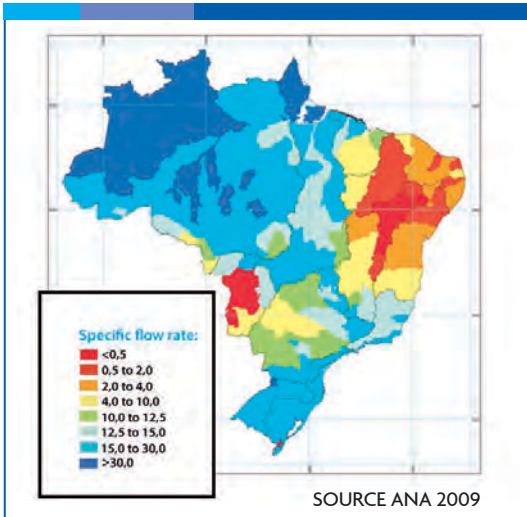 Specific flow rate:
<0,5
0,5 to 2,0
2,0 to 4,0
4,0 to 10,0
10,0 to 12,5
12,5 to 15,0
15,0 to 30,0
>30,0
SOURCE ANA 2009